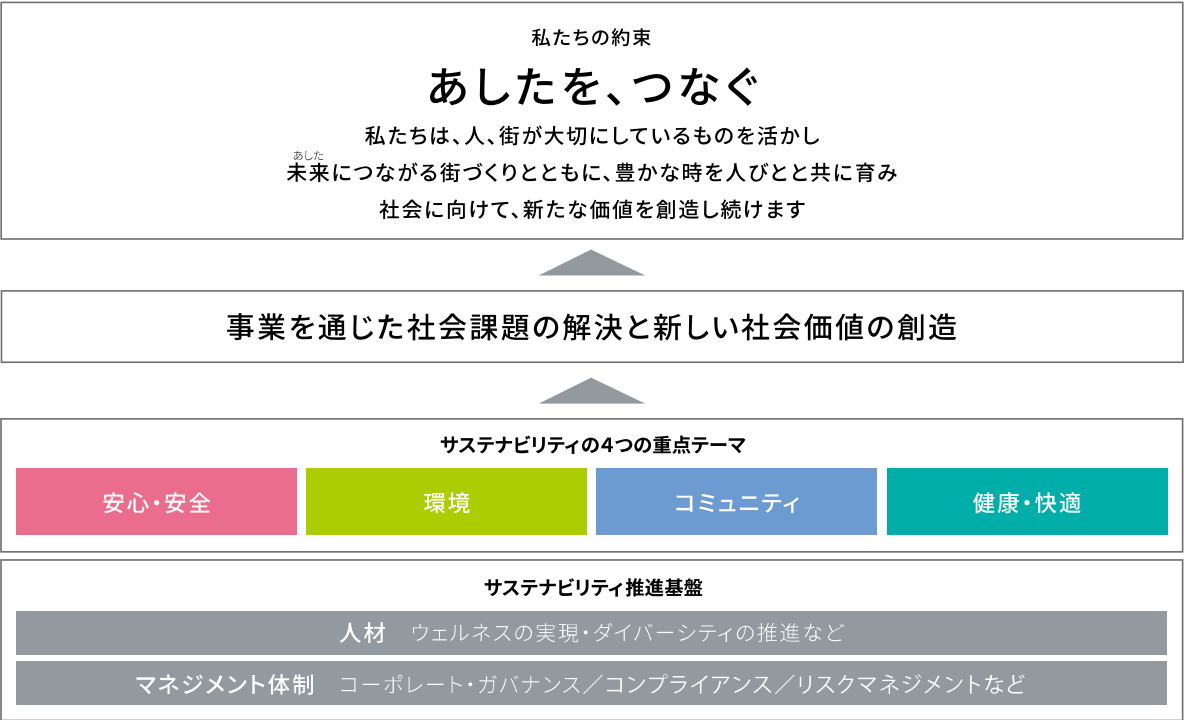 私たちの約束
あしたを、つなぐ
私たちは、人、街が大切にしているものを活かし
あした
未来につながる街づくりとともに、豊かな時を人びとと共に育み
社会に向けて、新たな価値を創造し続けます
事業を通じた社会課題の解決と新しい社会価値の創造
サステナビリティの4つの重点テーマ
安心・安全 環境 コミュニティ 健康・快適
サステナビリティ推進基盤
人材 ウェルネスの実現・ダイバーシティの推進など
マネジメント体制 コーポレート・ガバナンス／コンプライアンス／リスクマネジメントなど